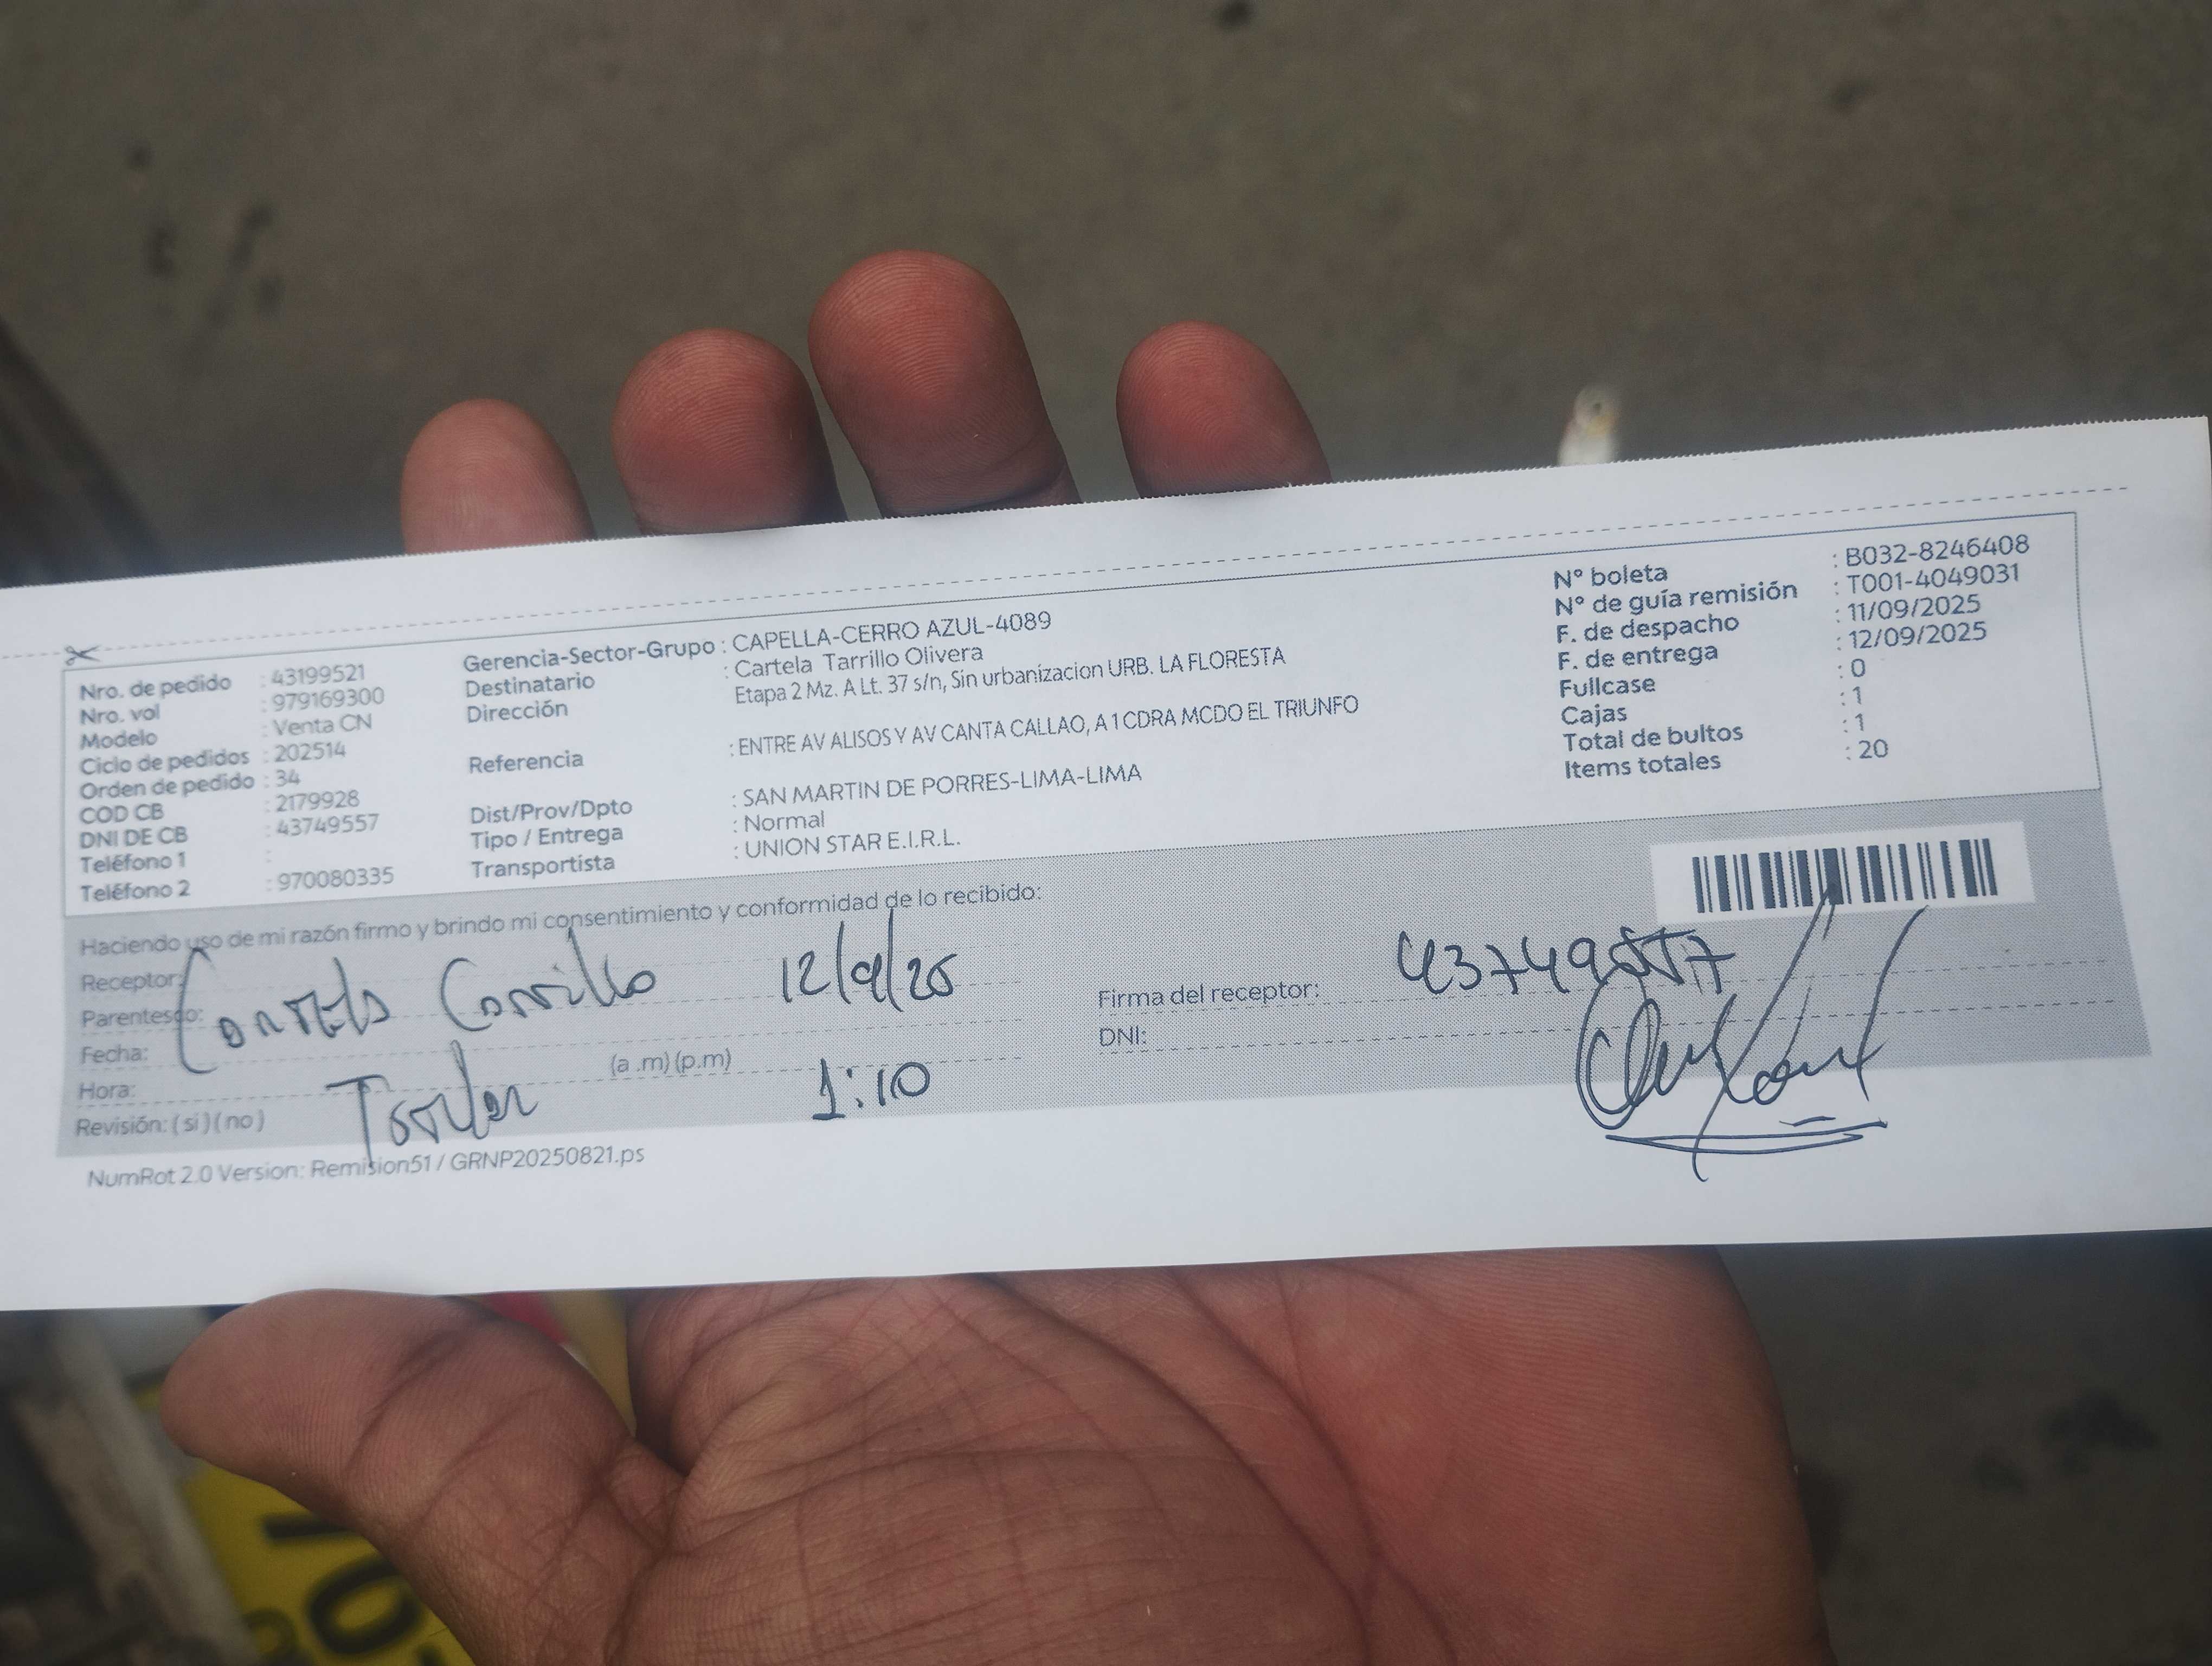 Nro. de pedido : 43199521
Nro. vol : 979169300
Modelo : Venta CN
Ciclo de pedidos : 202514
Orden de pedido : 34
COD CB : 2179928
DNI DE CB : 43749557
Teléfono 1 :
Teléfono 2 : 970080335
Gerencia-Sector-Grupo : CAPELLA-CERRO AZUL-4089
Destinatario : Cartela Tarrillo Olivera
Dirección Etapa 2 Mz. A Lt. 37 s/n, Sin urbanizacion URB. LA FLORESTA
Referencia : ENTRE AV ALISOS Y AV CANTA CALLAO, A 1 CDRA MCDO EL TRIUNFO
Dist/Prov/Dpto : SAN MARTIN DE PORRES-LIMA-LIMA
Tipo / Entrega : Normal
Transportista : UNION STAR E.I.R.L.
N° boleta : B032-8246408
N° de guía remisión : T001-4049031
F. de despacho : 11/09/2025
F. de entrega : 12/09/2025
Fullcase : 0
Cajas : 1
Total de bultos : 1
Items totales : 20
Haciendo uso de mi razón firmo y brindo mi consentimiento y conformidad de lo recibido:
Receptor:
Parentesco: 12/9/25
Fecha:
Hora: (a .m) (p.m) 1:10
Revisión: ( si ) ( no )
Firma del receptor: 43749557
DNI:
NumRot 2.0 Version: Remision51 / GRNP20250821.ps